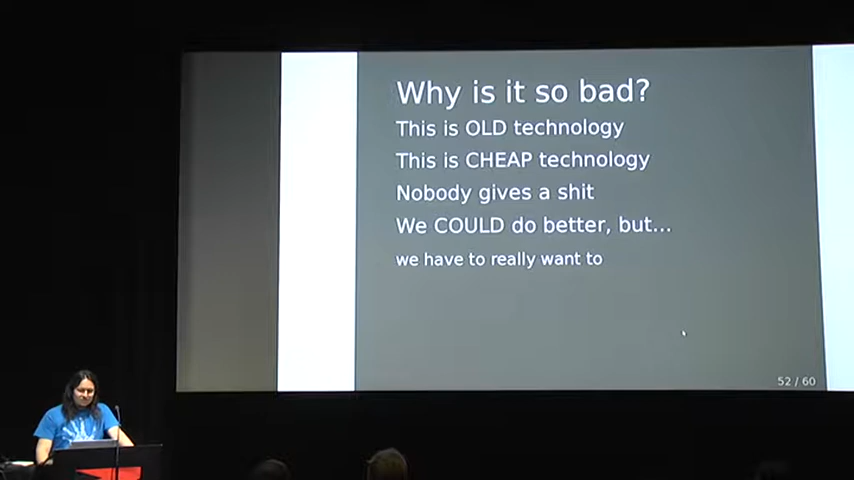 Why is it so bad?
This is OLD technology
This is CHEAP technology
Nobody gives a shit
We COULD do better, but...
we have to really want to
52 / 60